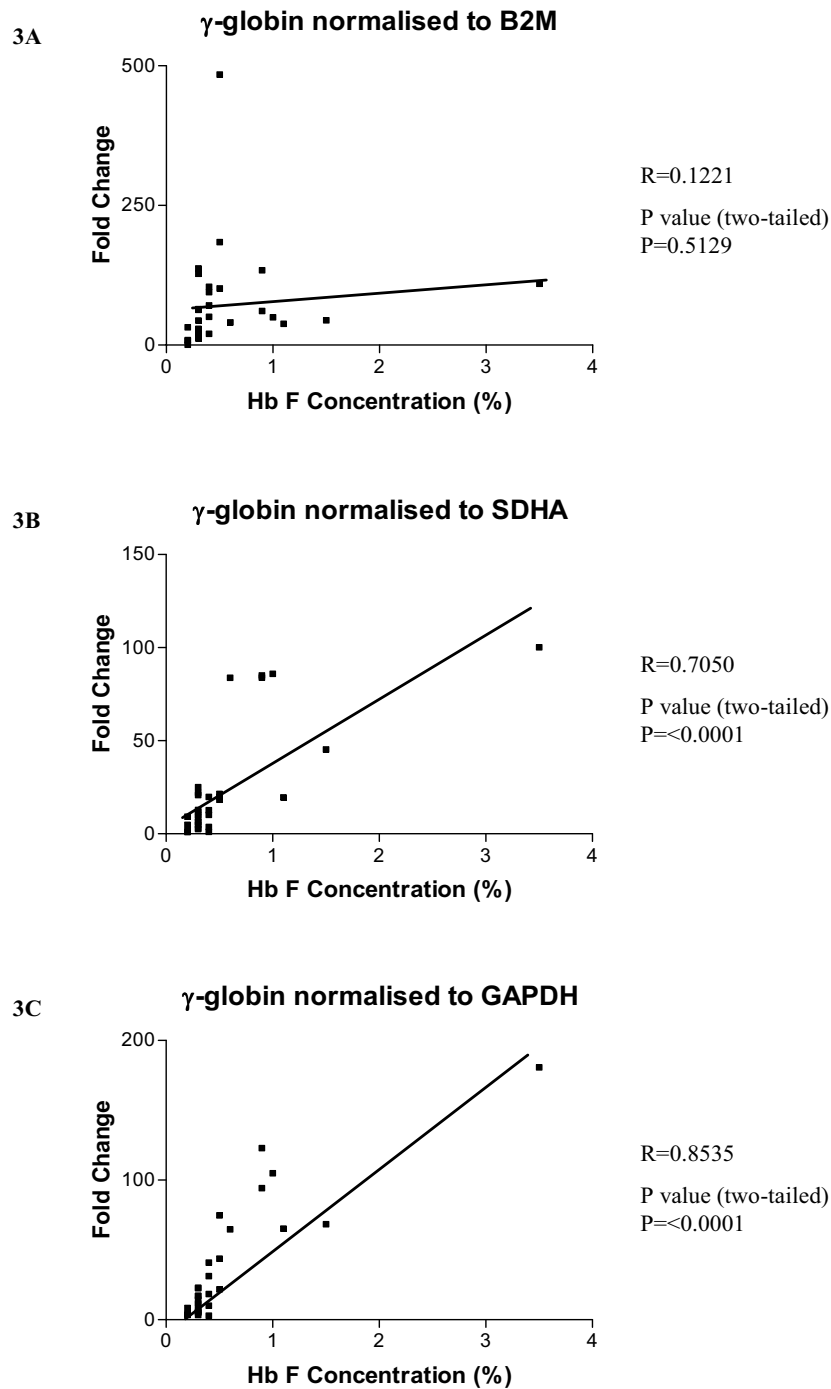 3A
γ-globin normalised to B2M
Fold Change
500
250
0
0 1 2 3 4
Hb F Concentration (%)
R=0.1221
P value (two-tailed)
P=0.5129
3B
γ-globin normalised to SDHA
Fold Change
150
100
50
0
0 1 2 3 4
Hb F Concentration (%)
R=0.7050
P value (two-tailed)
P=<0.0001
3C
γ-globin normalised to GAPDH
Fold Change
200
100
0
0 1 2 3 4
Hb F Concentration (%)
R=0.8535
P value (two-tailed)
P=<0.0001